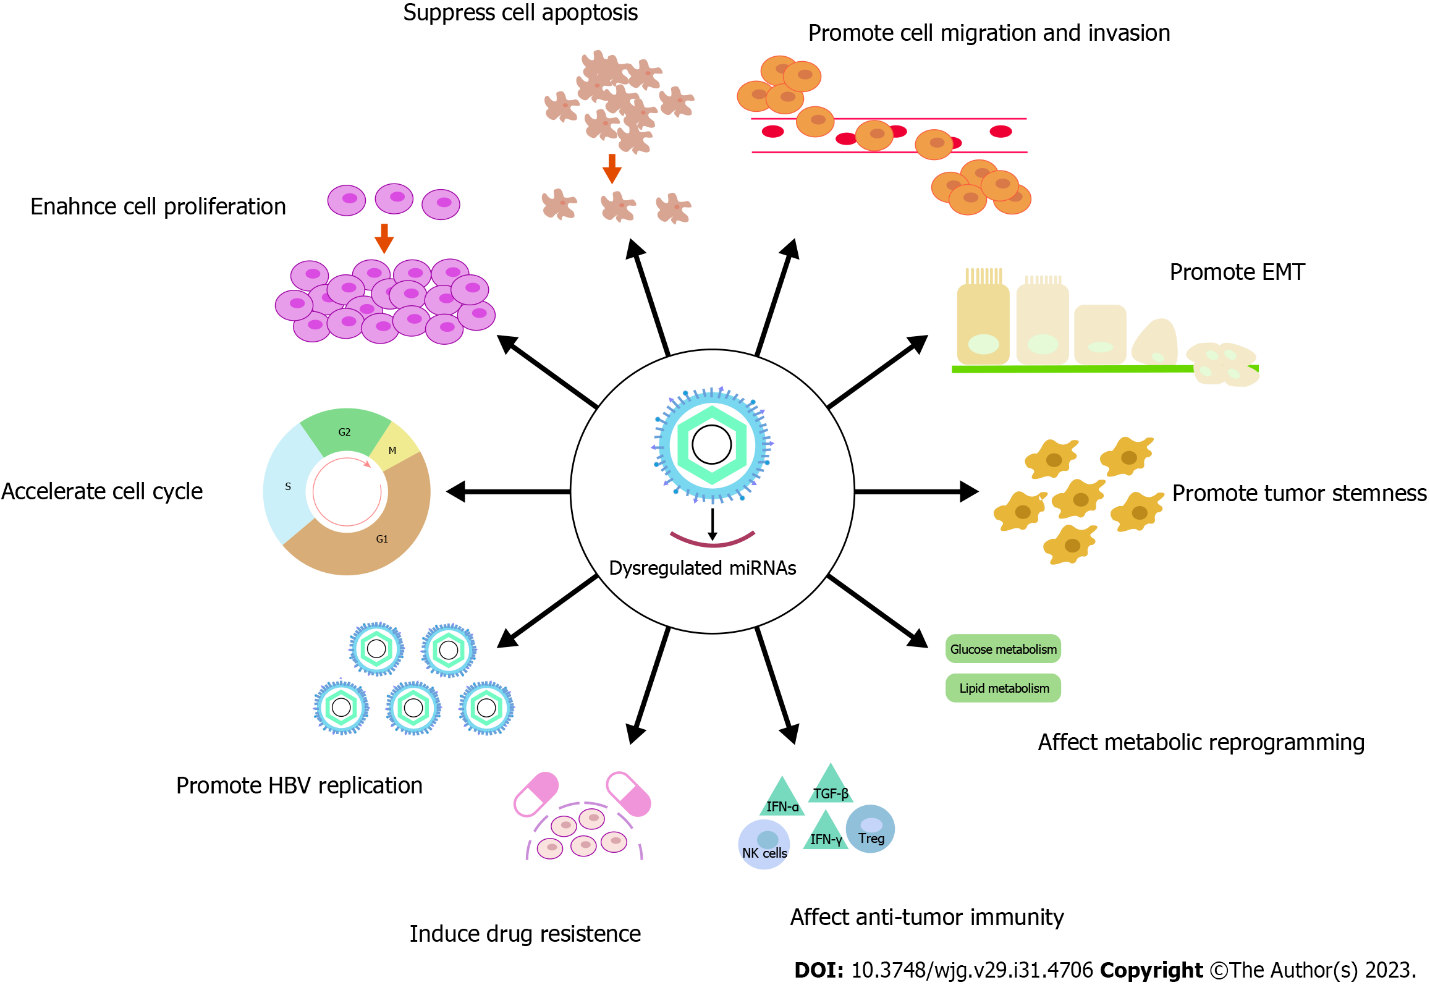 Suppress cell apoptosis
Promote cell migration and invasion
Enahnce cell proliferation
Promote EMT
G2
M
S
G1
Accelerate cell cycle
Promote tumor stemness
Dysregulated miRNAs
Glucose metabolism
Lipid metabolism
Affect metabolic reprogramming
Promote HBV replication
IFN-α
TGF-β
IFN-γ
Treg
NK cells
Affect anti-tumor immunity
Induce drug resistence
DOI: 10.3748/wjg.v29.i31.4706 Copyright ©The Author(s) 2023.